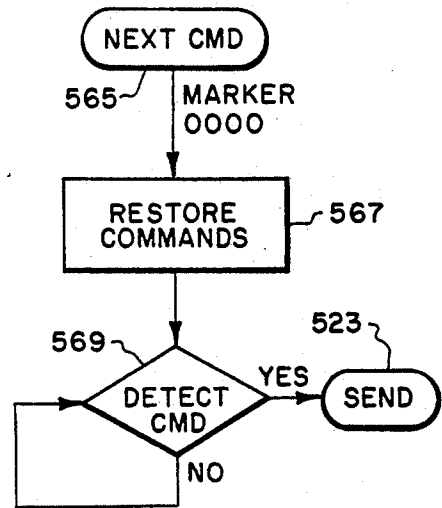 NEXT CMD
565
MARKER
0000
RESTORE
COMMANDS
567
569
523
DETECT
CMD
YES
SEND
NO